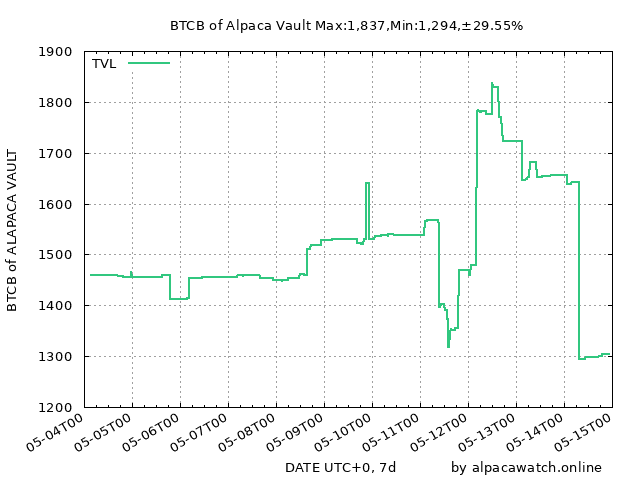 BTCB of Alpaca Vault Max:1,837,Min:1,294,±29.55%
TVL
BTCB of ALAPACA VAULT
1900
1800
1700
1600
1500
1400
1300
1200
05-04T00
05-05T00
05-06T00
05-07T00
05-08T00
05-09T00
05-10T00
05-11T00
05-12T00
05-13T00
05-14T00
05-15T00
DATE UTC+0, 7d
by alpacawatch.online